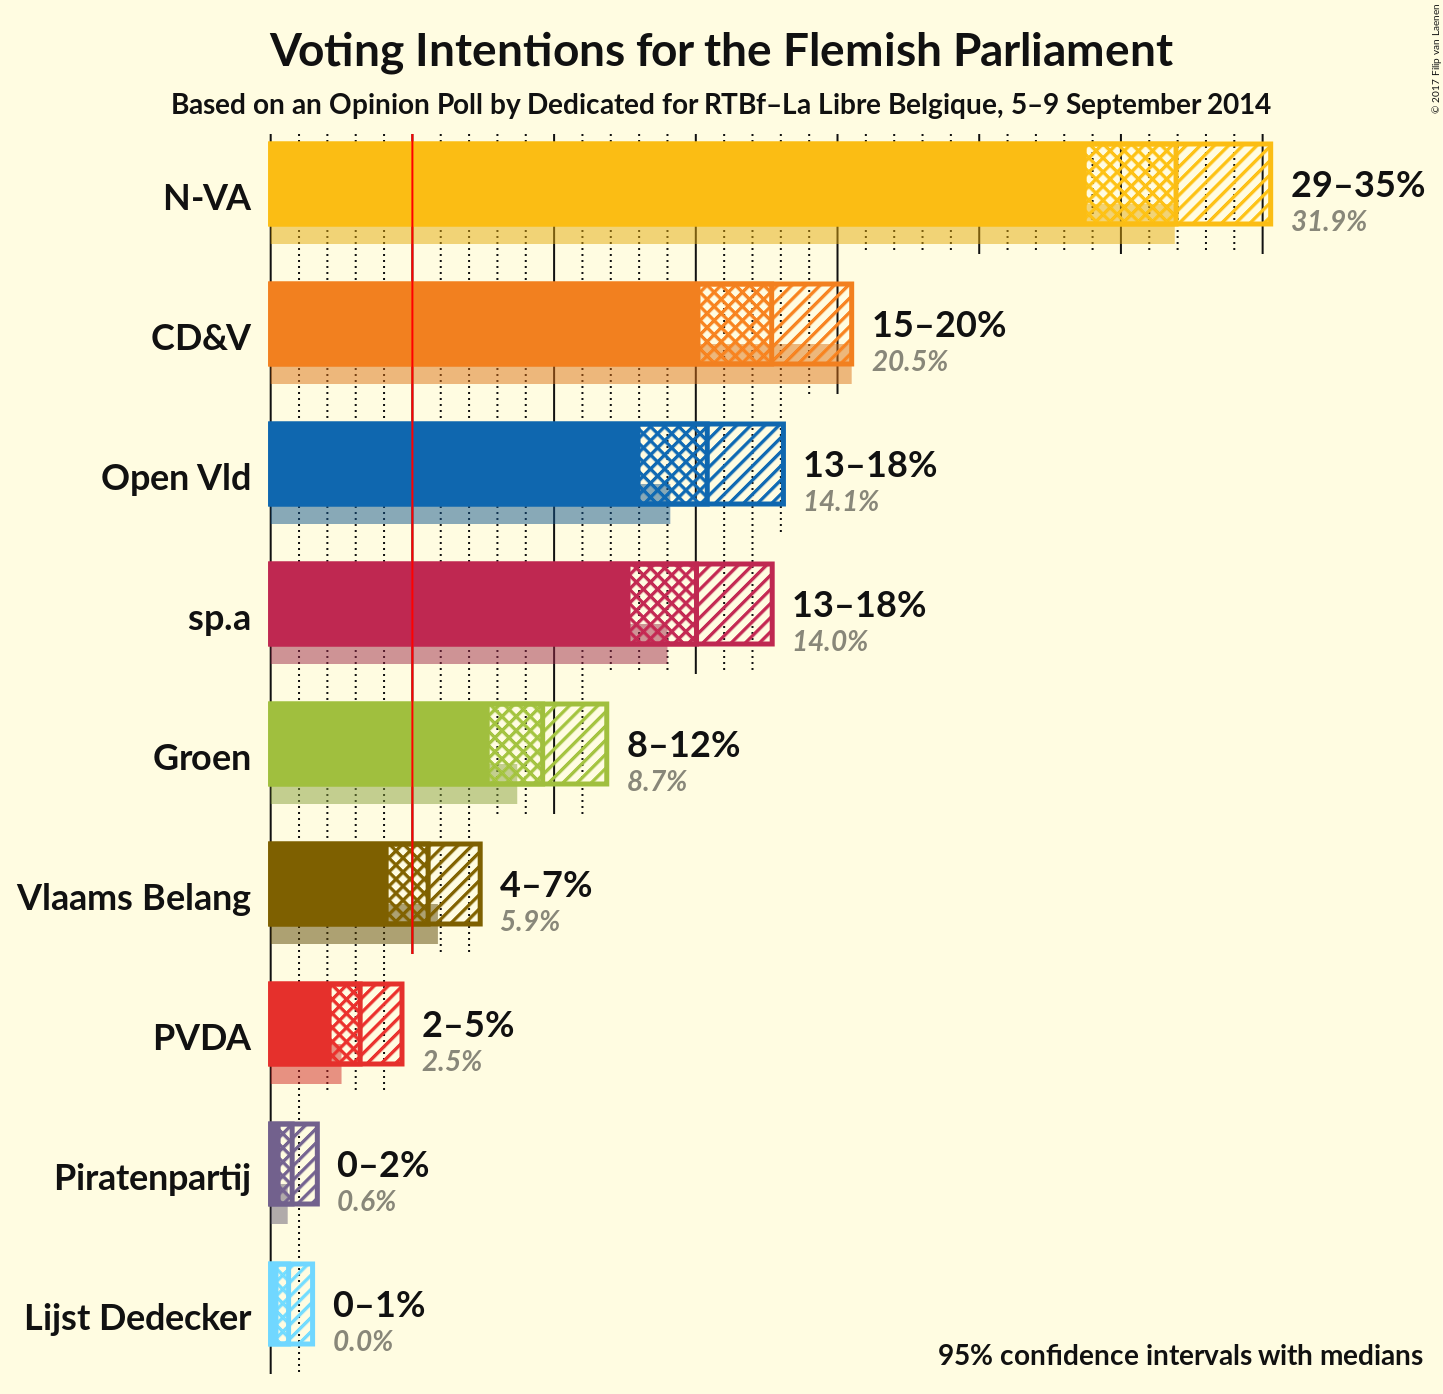 Voting Intentions for the Flemish Parliament
Based on an Opinion Poll by Dedicated for RTBf–La Libre Belgique, 5–9 September 2014
© 2017 Filip van Laenen
N-VA
29–35%
31.9%
CD&V
15–20%
20.5%
Open Vld
13–18%
14.1%
sp.a
13–18%
14.0%
Groen
8–12%
8.7%
Vlaams Belang
4–7%
5.9%
PVDA
2–5%
2.5%
Piratenpartij
0–2%
0.6%
Lijst Dedecker
0–1%
0.0%
95% confidence intervals with medians